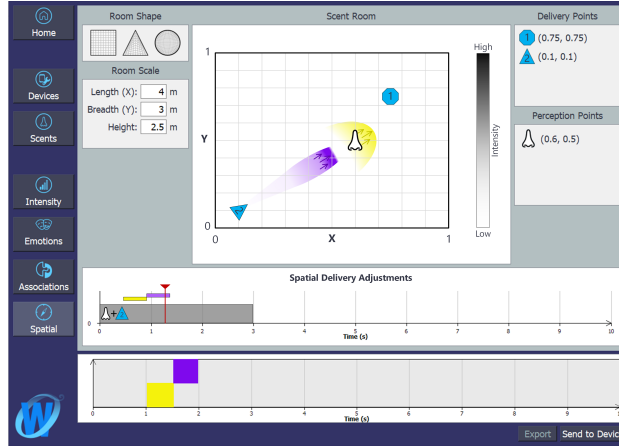 Home
Devices
Scents
Intensity
Emotions
Associations
Spatial
W
Room Shape
Room Scale
Length (X): 4 m
Breadth (Y): 3 m
Height: 2.5 m
Scent Room
1
Y
0
0 X 1
1
2
High
Intensity
Low
Delivery Points
1 (0.75, 0.75)
2 (0.1, 0.1)
Perception Points
(0.6, 0.5)
Spatial Delivery Adjustments
+ 2
0
0 1 2 3 4 5 6 7 8 9 10
Time (s)
0 1 2 3 4 5 6 7 8 9
Time (s)
Export Send to Devic